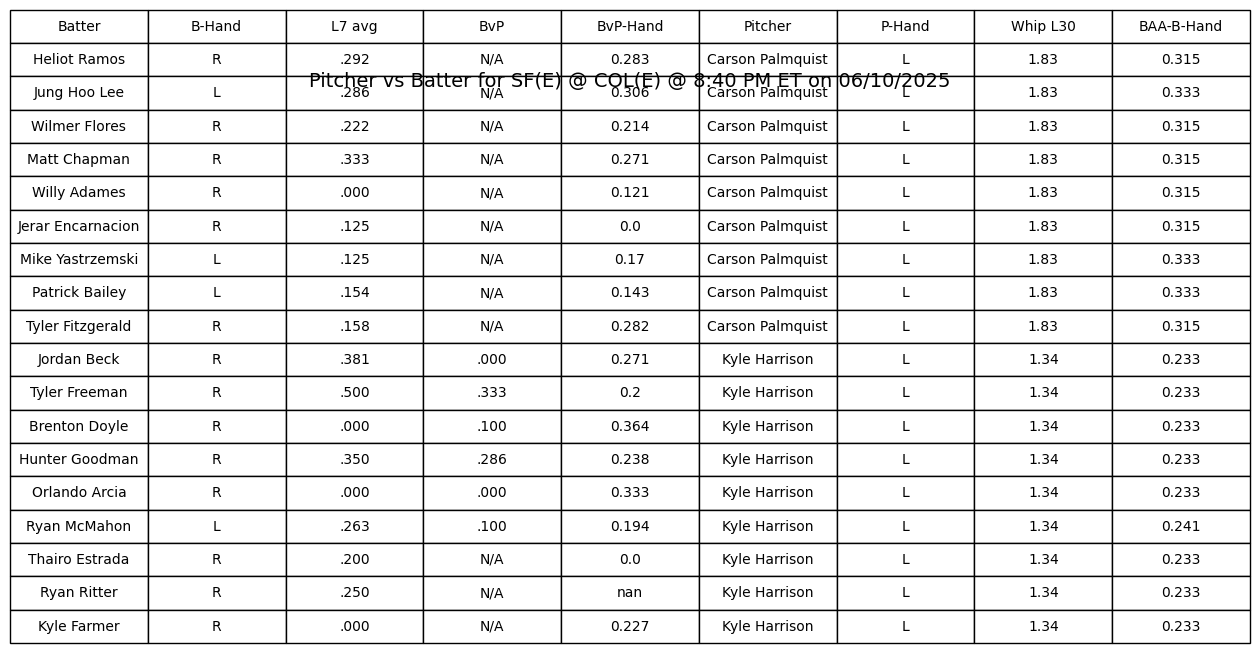 Batter B-Hand L7 avg BvP BvP-Hand Pitcher P-Hand Whip L30 BAA-B-Hand
Heliot Ramos R .292 N/A 0.283 Carson Palmquist L 1.83 0.315
Pitcher vs Batter for SF(E) @ COL(E) @ 8:40 PM ET on 06/10/2025
Jung Hoo Lee L .286 N/A 0.306 Carson Palmquist L 1.83 0.333
Wilmer Flores R .222 N/A 0.214 Carson Palmquist L 1.83 0.315
Matt Chapman R .333 N/A 0.271 Carson Palmquist L 1.83 0.315
Willy Adames R .000 N/A 0.121 Carson Palmquist L 1.83 0.315
Jerar Encarnacion R .125 N/A 0.0 Carson Palmquist L 1.83 0.315
Mike Yastrzemski L .125 N/A 0.17 Carson Palmquist L 1.83 0.333
Patrick Bailey L .154 N/A 0.143 Carson Palmquist L 1.83 0.333
Tyler Fitzgerald R .158 N/A 0.282 Carson Palmquist L 1.83 0.315
Jordan Beck R .381 .000 0.271 Kyle Harrison L 1.34 0.233
Tyler Freeman R .500 .333 0.2 Kyle Harrison L 1.34 0.233
Brenton Doyle R .000 .100 0.364 Kyle Harrison L 1.34 0.233
Hunter Goodman R .350 .286 0.238 Kyle Harrison L 1.34 0.233
Orlando Arcia R .000 .000 0.333 Kyle Harrison L 1.34 0.233
Ryan McMahon L .263 .100 0.194 Kyle Harrison L 1.34 0.241
Thairo Estrada R .200 N/A 0.0 Kyle Harrison L 1.34 0.233
Ryan Ritter R .250 N/A nan Kyle Harrison L 1.34 0.233
Kyle Farmer R .000 N/A 0.227 Kyle Harrison L 1.34 0.233